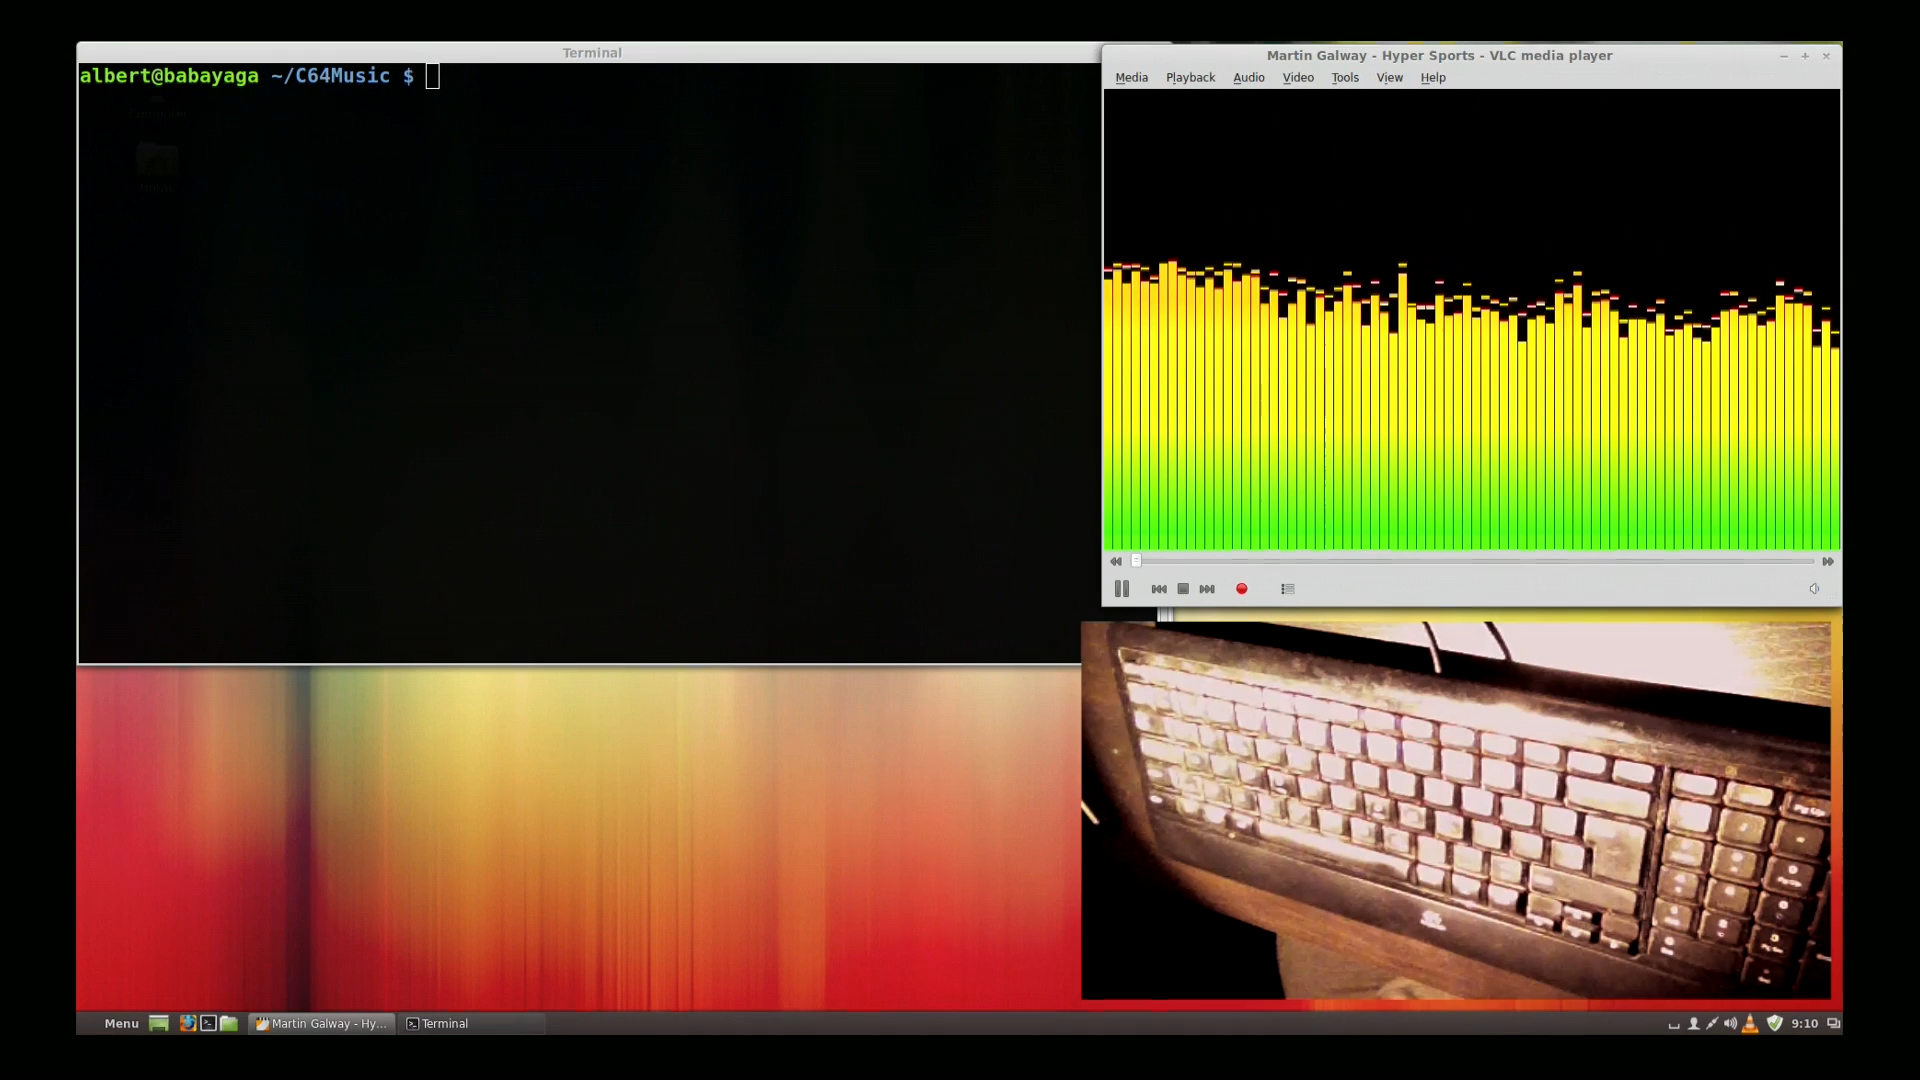 Terminal
albert@babayaga ~/C64Music $
Martin Galway - Hyper Sports - VLC media player
Media Playback Audio Video Tools View Help
Menu
Martin Galway - Hy...
Terminal
9:10